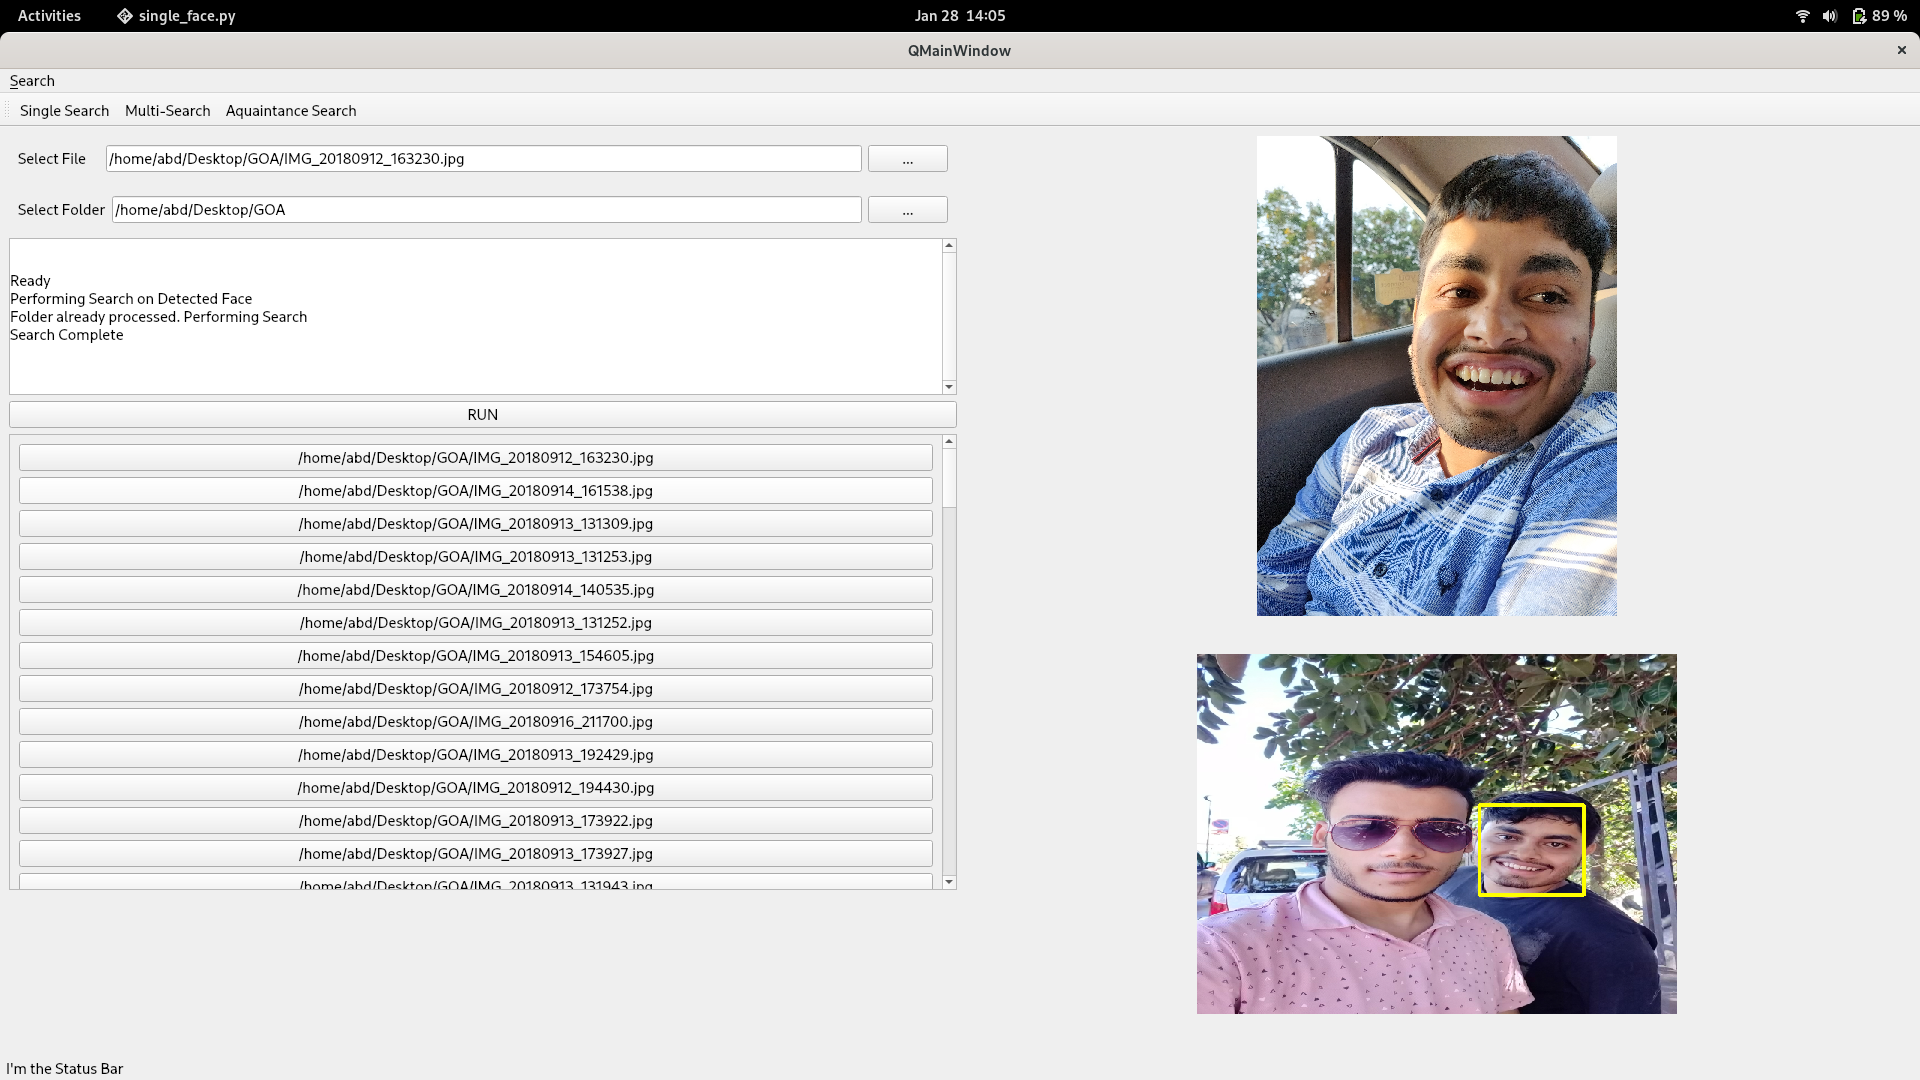 Activities single_face.py Jan 28 14:05 89 %
QMainWindow
Search
Single Search Multi-Search Aquaintance Search
Select File /home/abd/Desktop/GOA/IMG_20180912_163230.jpg ...
Select Folder /home/abd/Desktop/GOA ...
Ready
Performing Search on Detected Face
Folder already processed. Performing Search
Search Complete
RUN
/home/abd/Desktop/GOA/IMG_20180912_163230.jpg
/home/abd/Desktop/GOA/IMG_20180914_161538.jpg
/home/abd/Desktop/GOA/IMG_20180913_131309.jpg
/home/abd/Desktop/GOA/IMG_20180913_131253.jpg
/home/abd/Desktop/GOA/IMG_20180914_140535.jpg
/home/abd/Desktop/GOA/IMG_20180913_131252.jpg
/home/abd/Desktop/GOA/IMG_20180913_154605.jpg
/home/abd/Desktop/GOA/IMG_20180912_173754.jpg
/home/abd/Desktop/GOA/IMG_20180916_211700.jpg
/home/abd/Desktop/GOA/IMG_20180913_192429.jpg
/home/abd/Desktop/GOA/IMG_20180912_194430.jpg
/home/abd/Desktop/GOA/IMG_20180913_173922.jpg
/home/abd/Desktop/GOA/IMG_20180913_173927.jpg
/home/abd/Desktop/GOA/IMG_20180913_131943.jpg
I'm the Status Bar